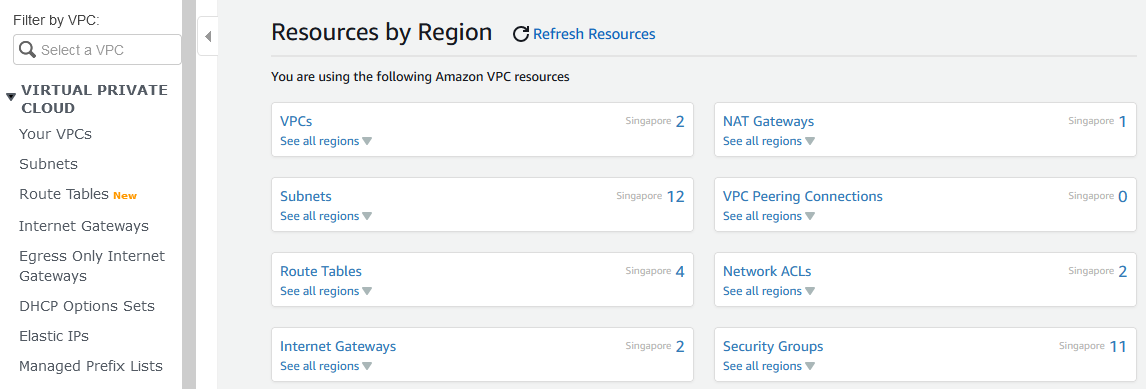 Filter by VPC:
Select a VPC
VIRTUAL PRIVATE
CLOUD
Your VPCs
Subnets
Route Tables New
Internet Gateways
Egress Only Internet
Gateways
DHCP Options Sets
Elastic IPs
Managed Prefix Lists
Resources by Region Refresh Resources
You are using the following Amazon VPC resources
VPCs Singapore 2
See all regions
NAT Gateways Singapore 1
See all regions
Subnets Singapore 12
See all regions
VPC Peering Connections Singapore 0
See all regions
Route Tables Singapore 4
See all regions
Network ACLs Singapore 2
See all regions
Internet Gateways Singapore 2
See all regions
Security Groups Singapore 11
See all regions